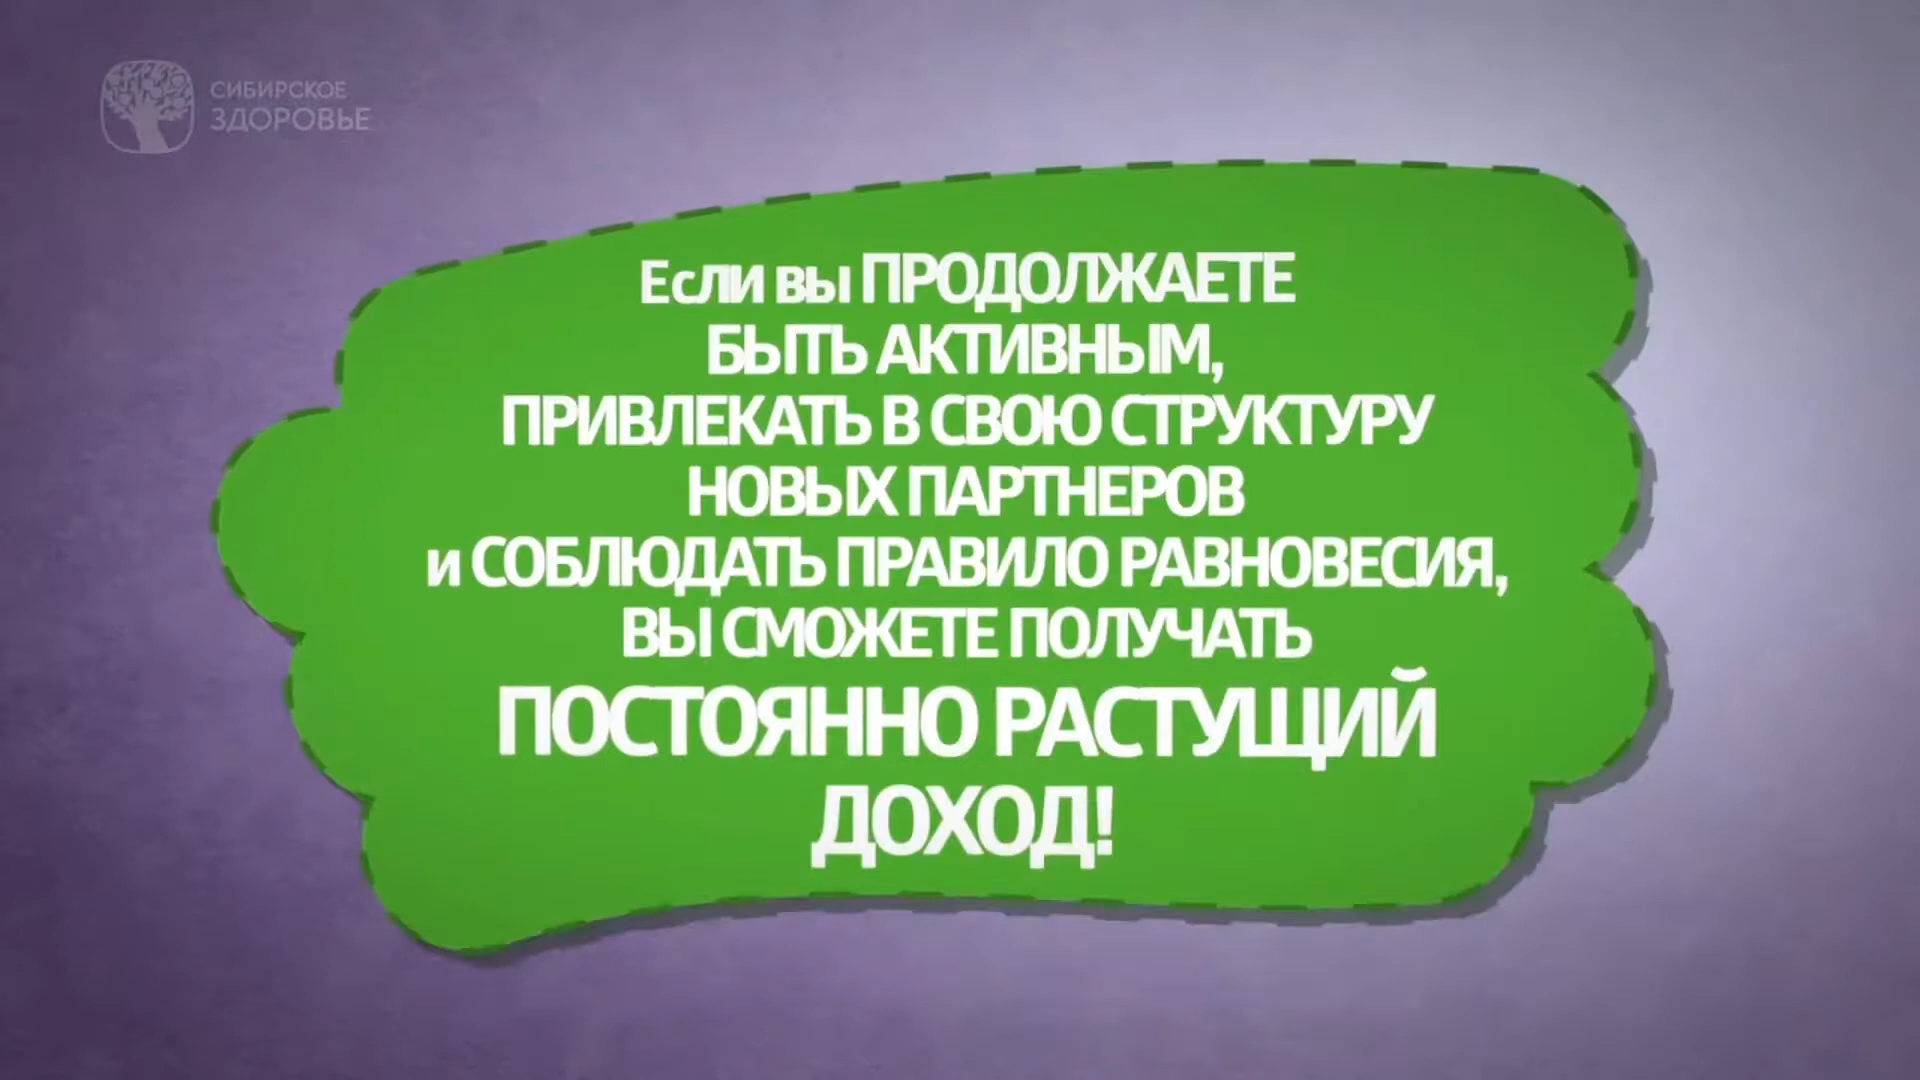 СИБИРСКОЕ
ЗДОРОВЬЕ
Если вы ПРОДОЛЖАЕТЕ
БЫТЬ АКТИВНЫМ,
ПРИВЛЕКАТЬ В СВОЮ СТРУКТУРУ
НОВЫХ ПАРТНЕРОВ
и СОБЛЮДАТЬ ПРАВИЛО РАВНОВЕСИЯ,
ВЫ СМОЖЕТЕ ПОЛУЧАТЬ
ПОСТОЯННО РАСТУЩИЙ
ДОХОД!